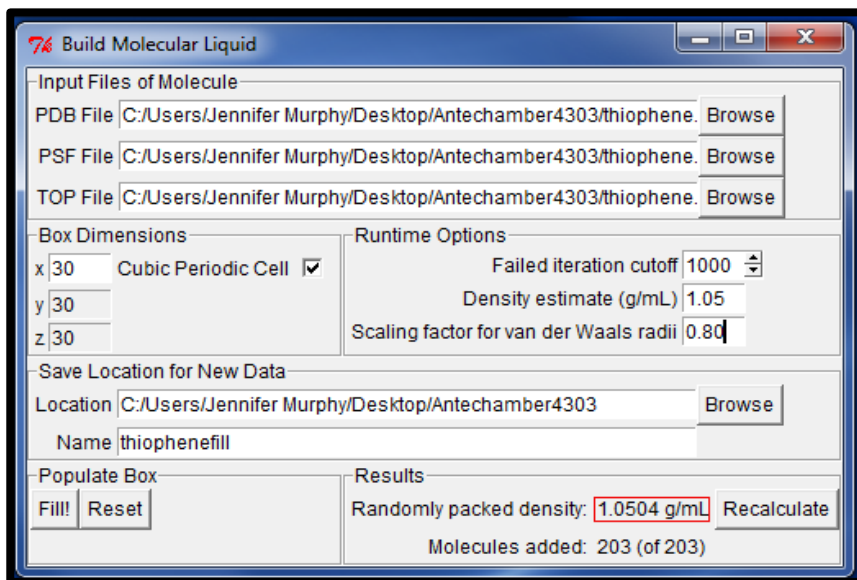 Build Molecular Liquid
Input Files of Molecule
PDB File C:/Users/Jennifer Murphy/Desktop/Antechamber4303/thiophene. Browse
PSF File C:/Users/Jennifer Murphy/Desktop/Antechamber4303/thiophene. Browse
TOP File C:/Users/Jennifer Murphy/Desktop/Antechamber4303/thiophene. Browse
Box Dimensions
x 30 Cubic Periodic Cell
y 30
z 30
Runtime Options
Failed iteration cutoff 1000
Density estimate (g/mL) 1.05
Scaling factor for van der Waals radii 0.80
Save Location for New Data
Location C:/Users/Jennifer Murphy/Desktop/Antechamber4303 Browse
Name thiophenefill
Populate Box
Fill! Reset
Results
Randomly packed density: 1.0504 g/mL Recalculate
Molecules added: 203 (of 203)